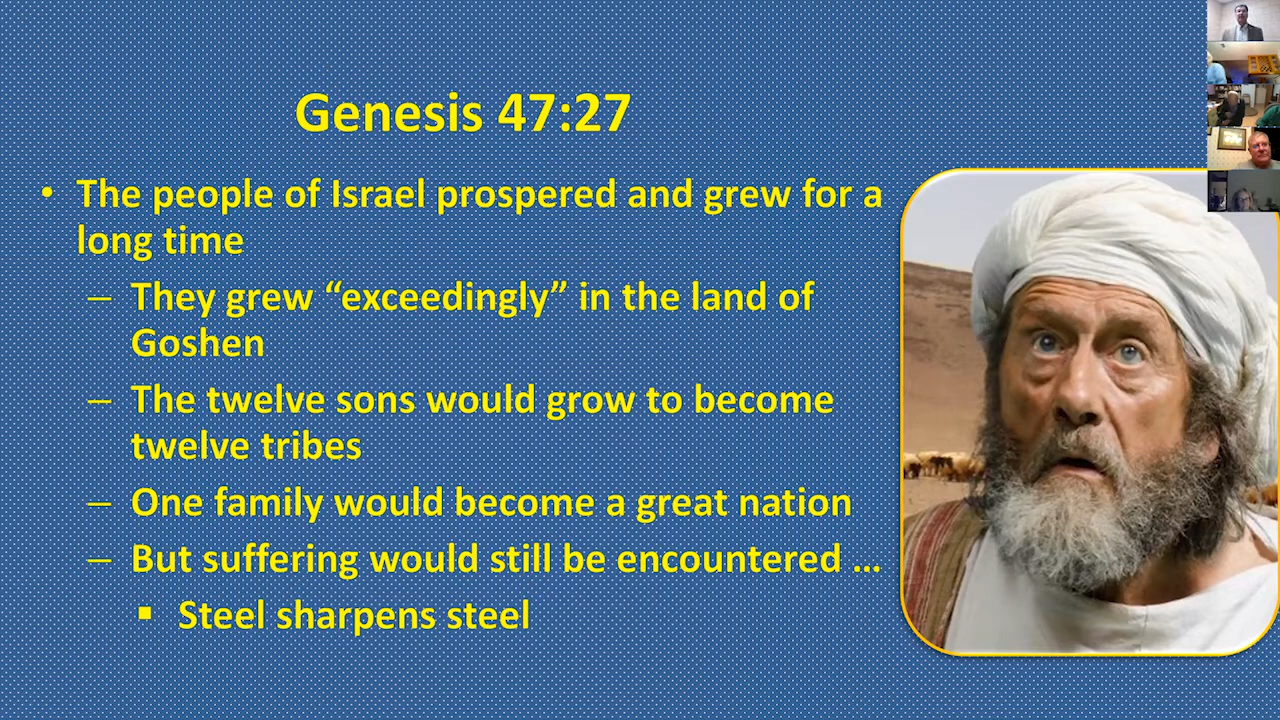 Genesis 47:27
• The people of Israel prospered and grew for a
long time
– They grew “exceedingly” in the land of
Goshen
– The twelve sons would grow to become
twelve tribes
– One family would become a great nation
– But suffering would still be encountered ...
▪ Steel sharpens steel